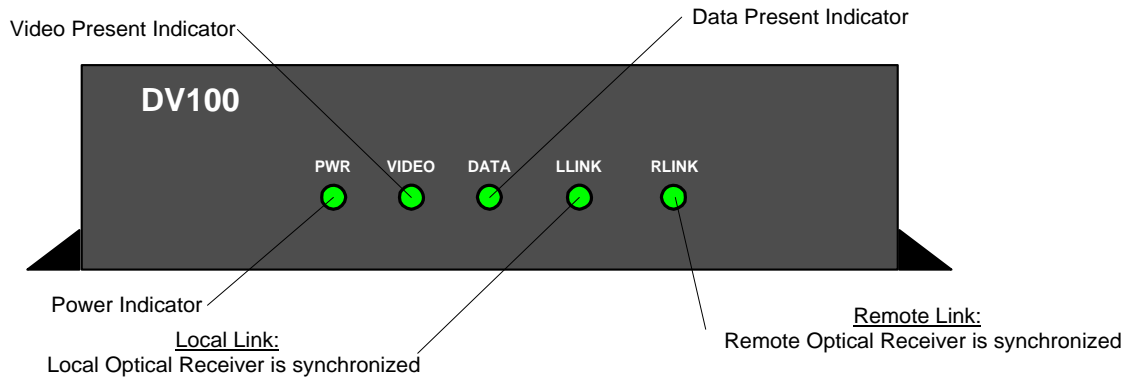 Video Present Indicator
Data Present Indicator
DV100
PWR VIDEO DATA LLINK RLINK
Power Indicator
Local Link:
Local Optical Receiver is synchronized
Remote Link:
Remote Optical Receiver is synchronized